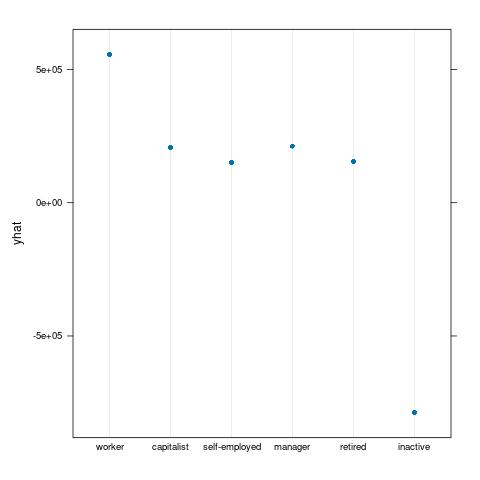 5e+05
0e+00
-5e+05
yhat
worker capitalist self-employed manager retired inactive